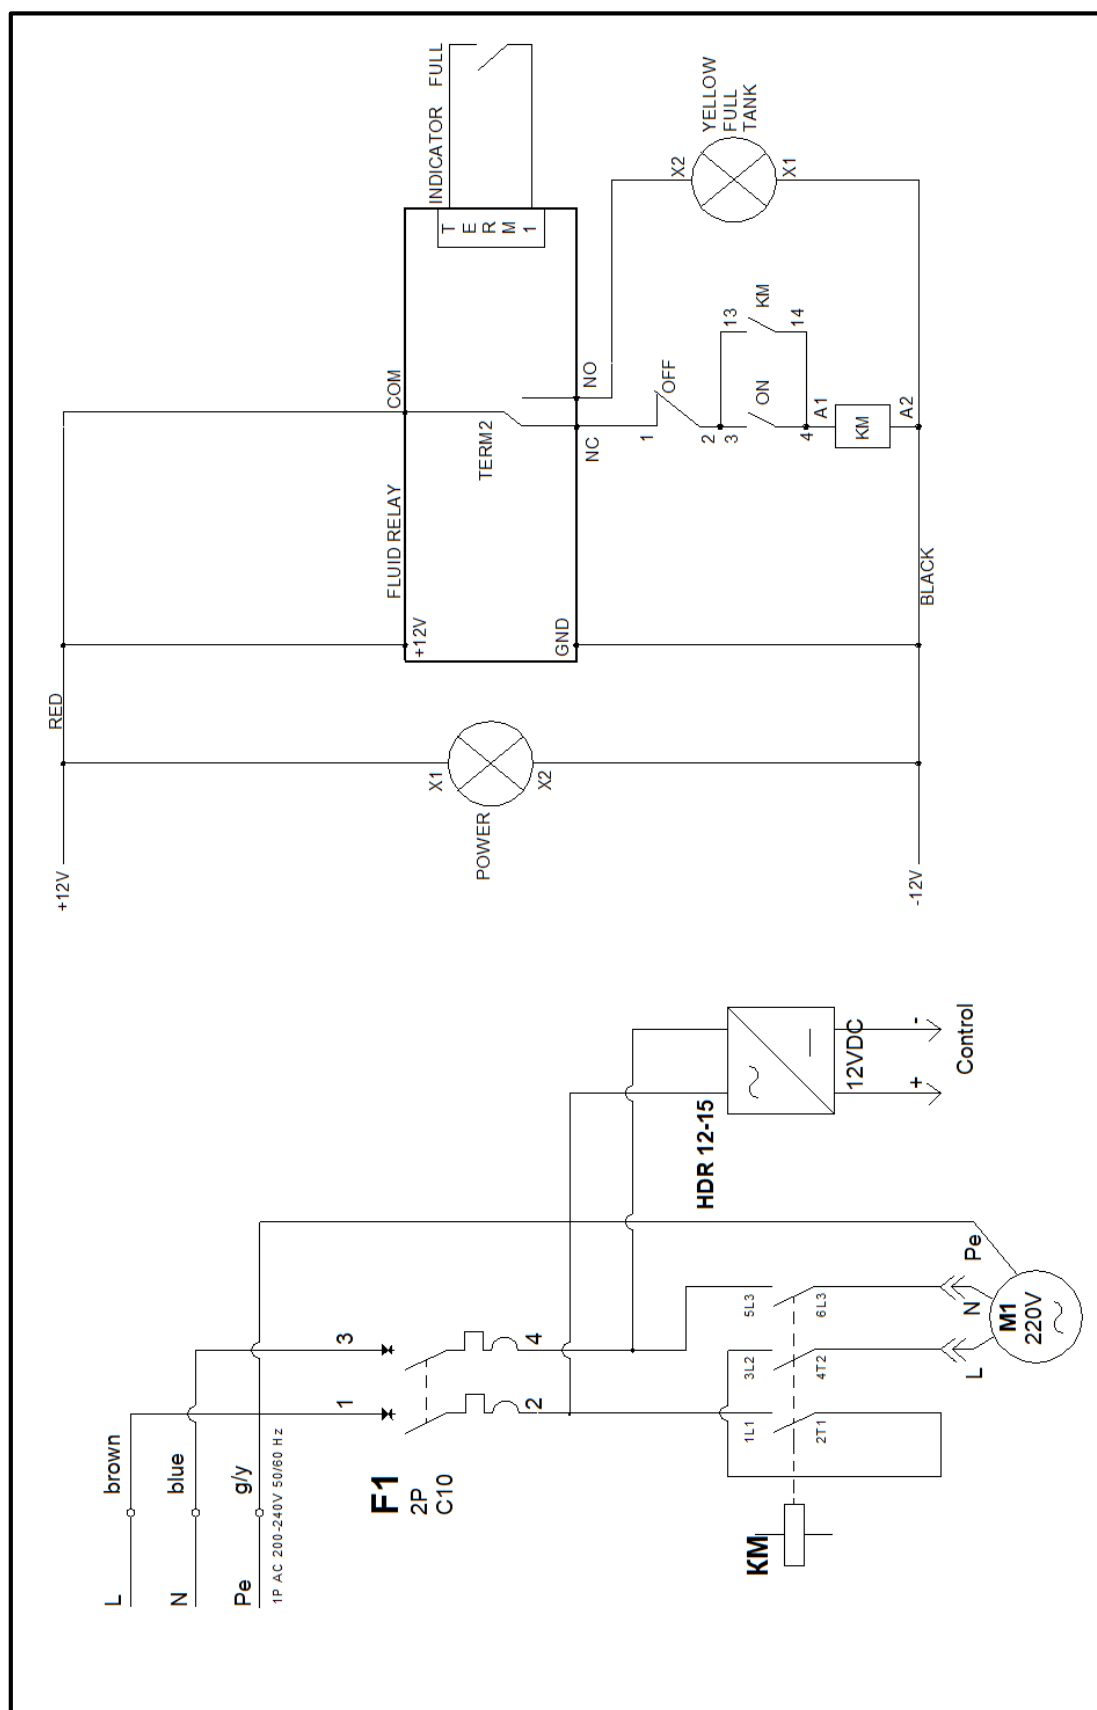 L
brown
N
blue
Pe
g/y
1P AC 200-240V 50/60 Hz
F1
2P
C10
1
3
2
4
KM
1L1
3L2
5L3
2T1
4T2
6L3
L
N
Pe
M1
220V
HDR 12-15
12VDC
+
-
Control
+12V
RED
POWER
X1
X2
-12V
BLACK
FLUID RELAY
COM
+12V
GND
TERM2
NC
NO
TERM1
INDICATOR FULL
1
OFF
2
3
ON
4
13
KM
14
A1
KM
A2
X2
X1
YELLOW
FULL
TANK